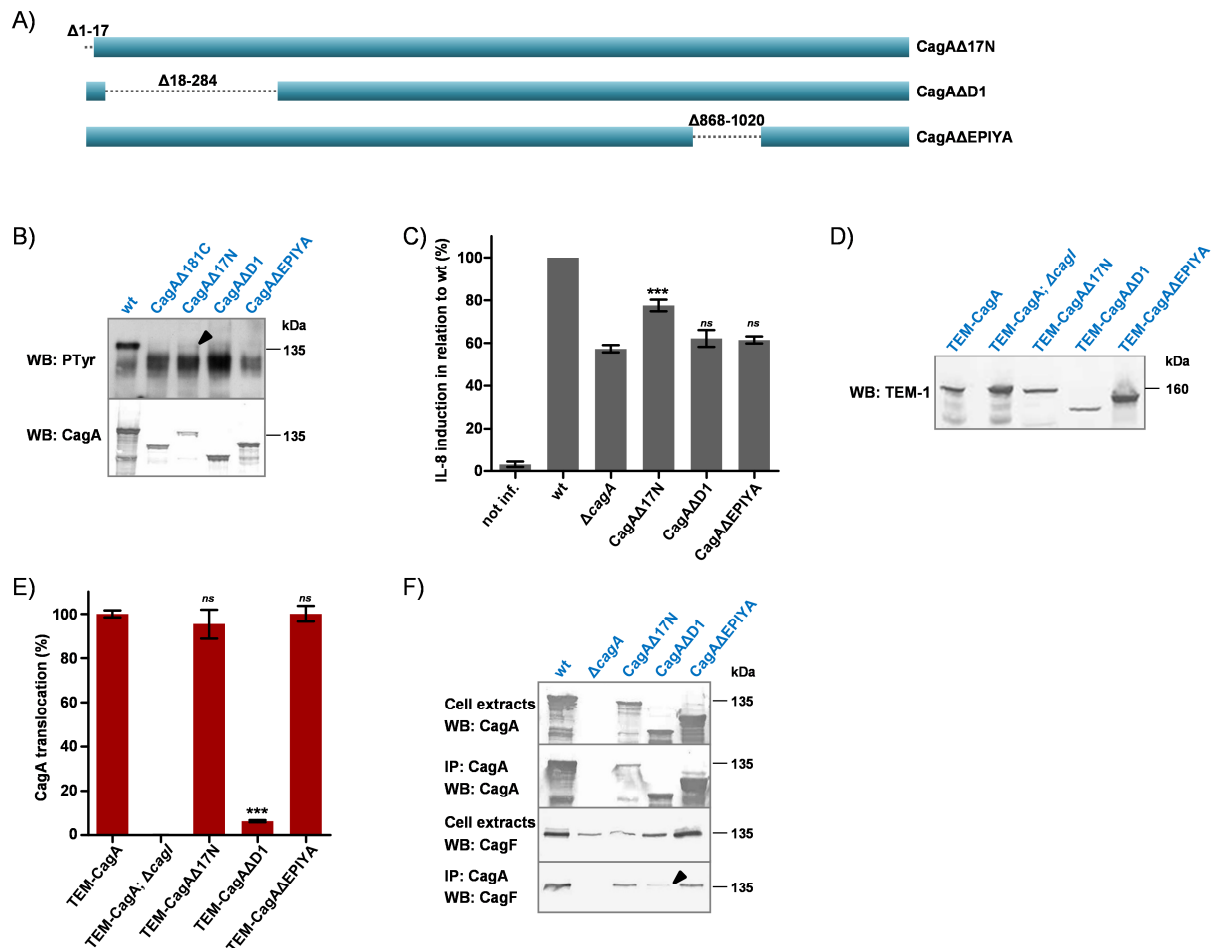 A)
Δ1-17
CagAΔ17N
Δ18-284
CagAΔD1
Δ868-1020
CagAΔEPIYA
B)
wt
CagAΔ181C
CagAΔ17N
CagAΔD1
CagAΔEPIYA
kDa
WB: PTyr
135
WB: CagA
135
C)
IL-8 induction in relation to wt (%)
100
80
60
40
20
0
***
ns
ns
not inf.
wt
ΔcagA
CagAΔ17N
CagAΔD1
CagAΔEPIYA
D)
TEM-CagA
TEM-CagA; ΔcagI
TEM-CagAΔ17N
TEM-CagAΔD1
TEM-CagAΔEPIYA
kDa
WB: TEM-1
160
E)
CagA translocation (%)
100
80
60
40
20
0
ns
***
ns
TEM-CagA
TEM-CagA; ΔcagI
TEM-CagAΔ17N
TEM-CagAΔD1
TEM-CagAΔEPIYA
F)
wt
ΔcagA
CagAΔ17N
CagAΔD1
CagAΔEPIYA
kDa
Cell extracts
WB: CagA
135
IP: CagA
WB: CagA
135
Cell extracts
WB: CagF
135
IP: CagA
WB: CagF
135